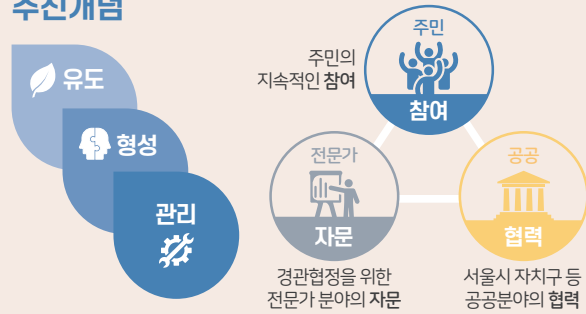 추진개념
유도
형성
관리
주민의
지속적인 참여
주민
참여
전문가
자문
경관협정을 위한
전문가 분야의 자문
공공
협력
서울시 자치구 등
공공분야의 협력